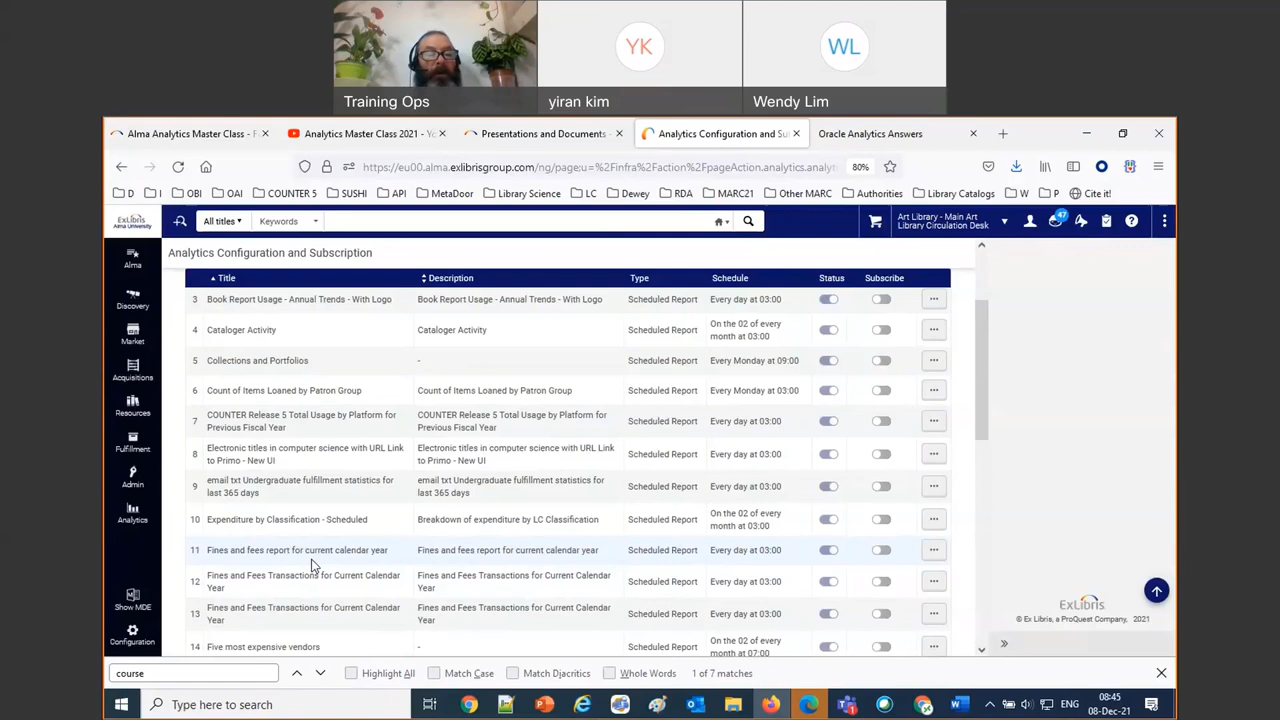 YK
WL
Training Ops
yiran kim
Wendy Lim
Alma Analytics Master Class - F
Analytics Master Class 2021 - Yo
Presentations and Documents -
Analytics Configuration and Su
Oracle Analytics Answers
https://eu00.alma.exlibrisgroup.com/ng/page;u=%2Finfra%2Faction%2FpageAction.analytics.analyt
80%
D
I
OBI
OAI
COUNTER 5
SUSHI
API
MetaDoor
Library Science
LC
Dewey
RDA
MARC21
Other MARC
Authorities
Library Catalogs
W
P
Cite it!
ExLibris
Alma University
All titles
Keywords
Art Library - Main Art
Library Circulation Desk
47
Analytics Configuration and Subscription
Title Description Type Schedule Status Subscribe
3 Book Report Usage - Annual Trends - With Logo Book Report Usage - Annual Trends - With Logo Scheduled Report Every day at 03:00
4 Cataloger Activity Cataloger Activity Scheduled Report On the 02 of every
month at 03:00
5 Collections and Portfolios - Scheduled Report Every Monday at 09:00
6 Count of Items Loaned by Patron Group Count of Items Loaned by Patron Group Scheduled Report Every Monday at 03:00
7 COUNTER Release 5 Total Usage by Platform for COUNTER Release 5 Total Usage by Platform for Scheduled Report Every day at 03:00
Previous Fiscal Year Previous Fiscal Year
8 Electronic titles in computer science with URL Link Electronic titles in computer science with URL Link Scheduled Report Every day at 03:00
to Primo - New UI to Primo - New UI
9 email txt Undergraduate fulfillment statistics for email txt Undergraduate fulfillment statistics for Scheduled Report Every day at 03:00
last 365 days last 365 days
10 Expenditure by Classification - Scheduled Breakdown of expenditure by LC Classification Scheduled Report On the 02 of every
month at 03:00
11 Fines and fees report for current calendar year Fines and fees report for current calendar year Scheduled Report Every day at 03:00
12 Fines and Fees Transactions for Current Calendar Fines and Fees Transactions for Current Calendar Scheduled Report Every day at 03:00
Year Year
13 Fines and Fees Transactions for Current Calendar Fines and Fees Transactions for Current Calendar Scheduled Report Every day at 03:00
Year Year
14 Five most expensive vendors - Scheduled Report On the 02 of every
month at 07:00
Alma
Discovery
Market
Acquisitions
Resources
Fulfillment
Admin
Analytics
Show MDE
Configuration
ExLibris
© Ex Libris, a ProQuest Company, 2021
course
Highlight All
Match Case
Match Diacritics
Whole Words
1 of 7 matches
Type here to search
ENG
08:45
08-Dec-21